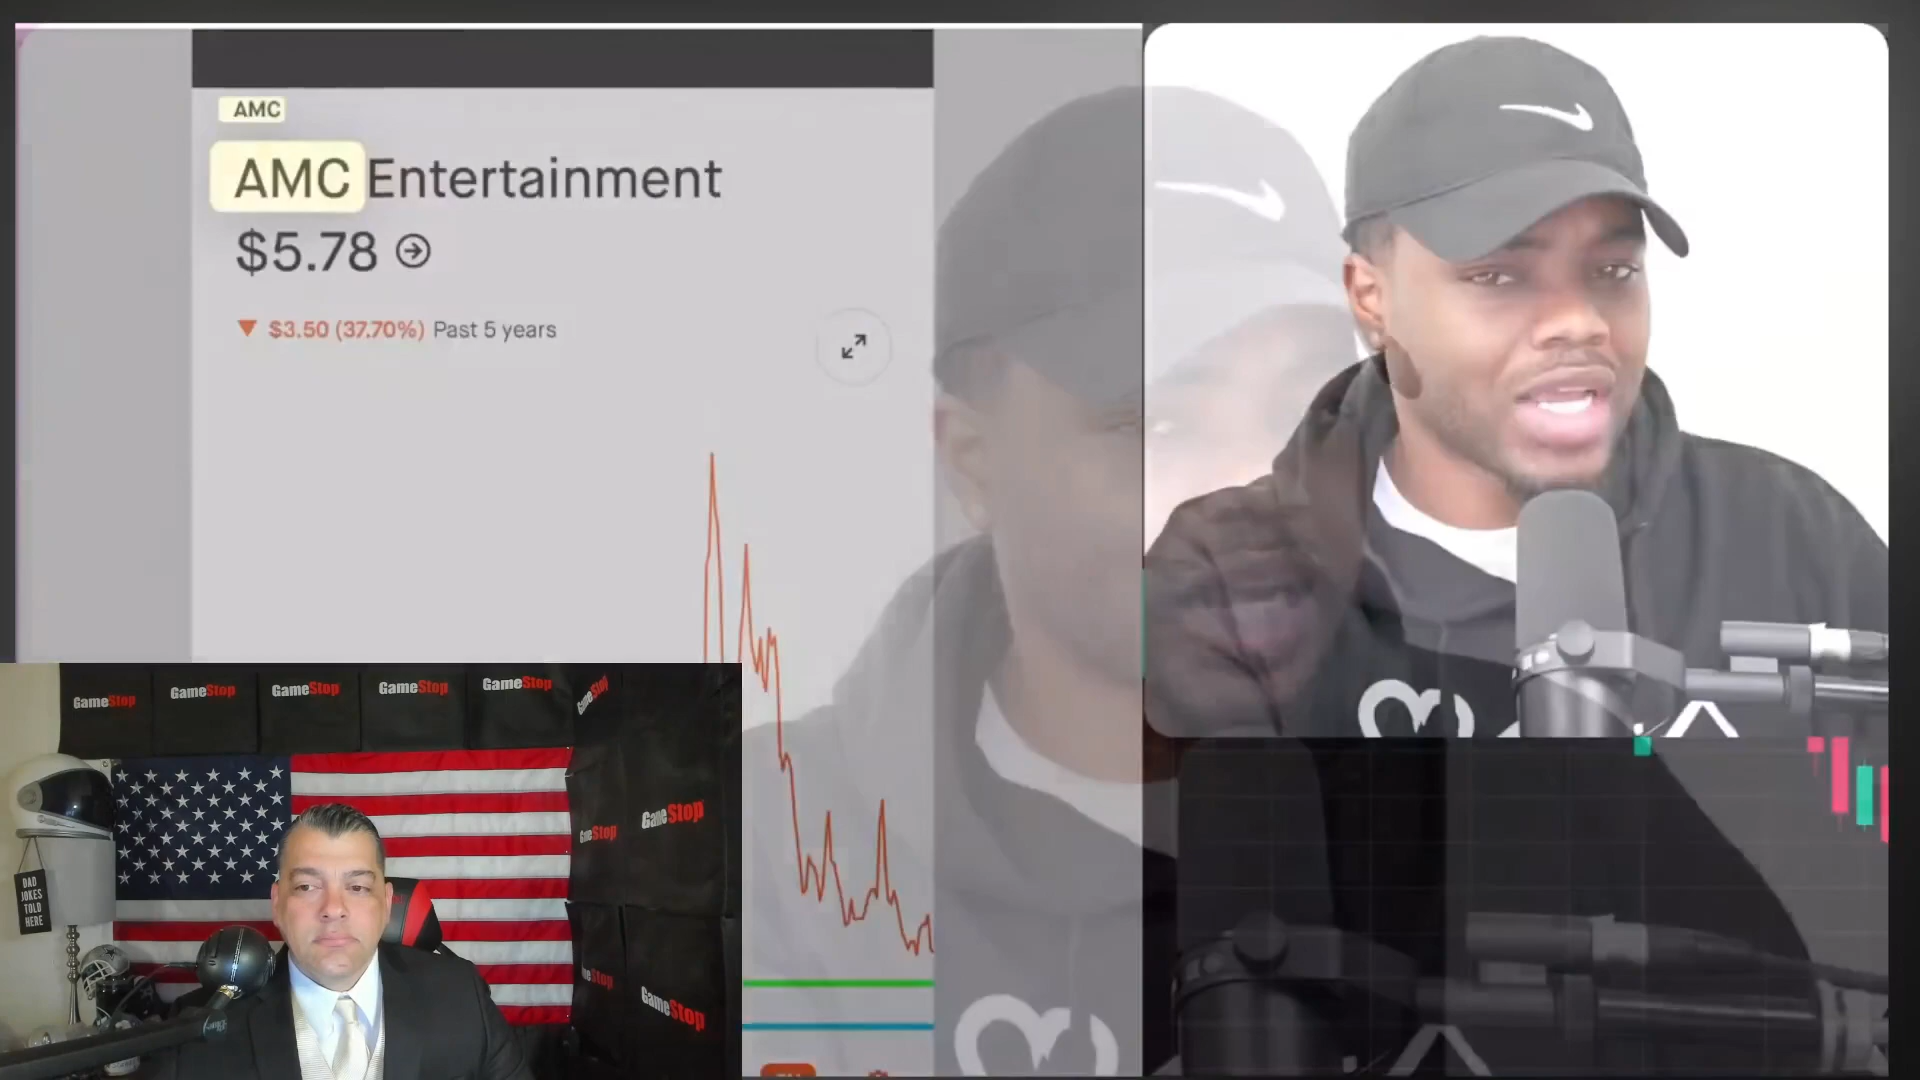 AMC
AMC Entertainment
$5.78
$3.50 (37.70%) Past 5 years
GameStop
GameStop
GameStop
GameStop
GameStop
GameStop
GameStop
GameStop
GameStop
DAD
JOKES
TOLD
HERE